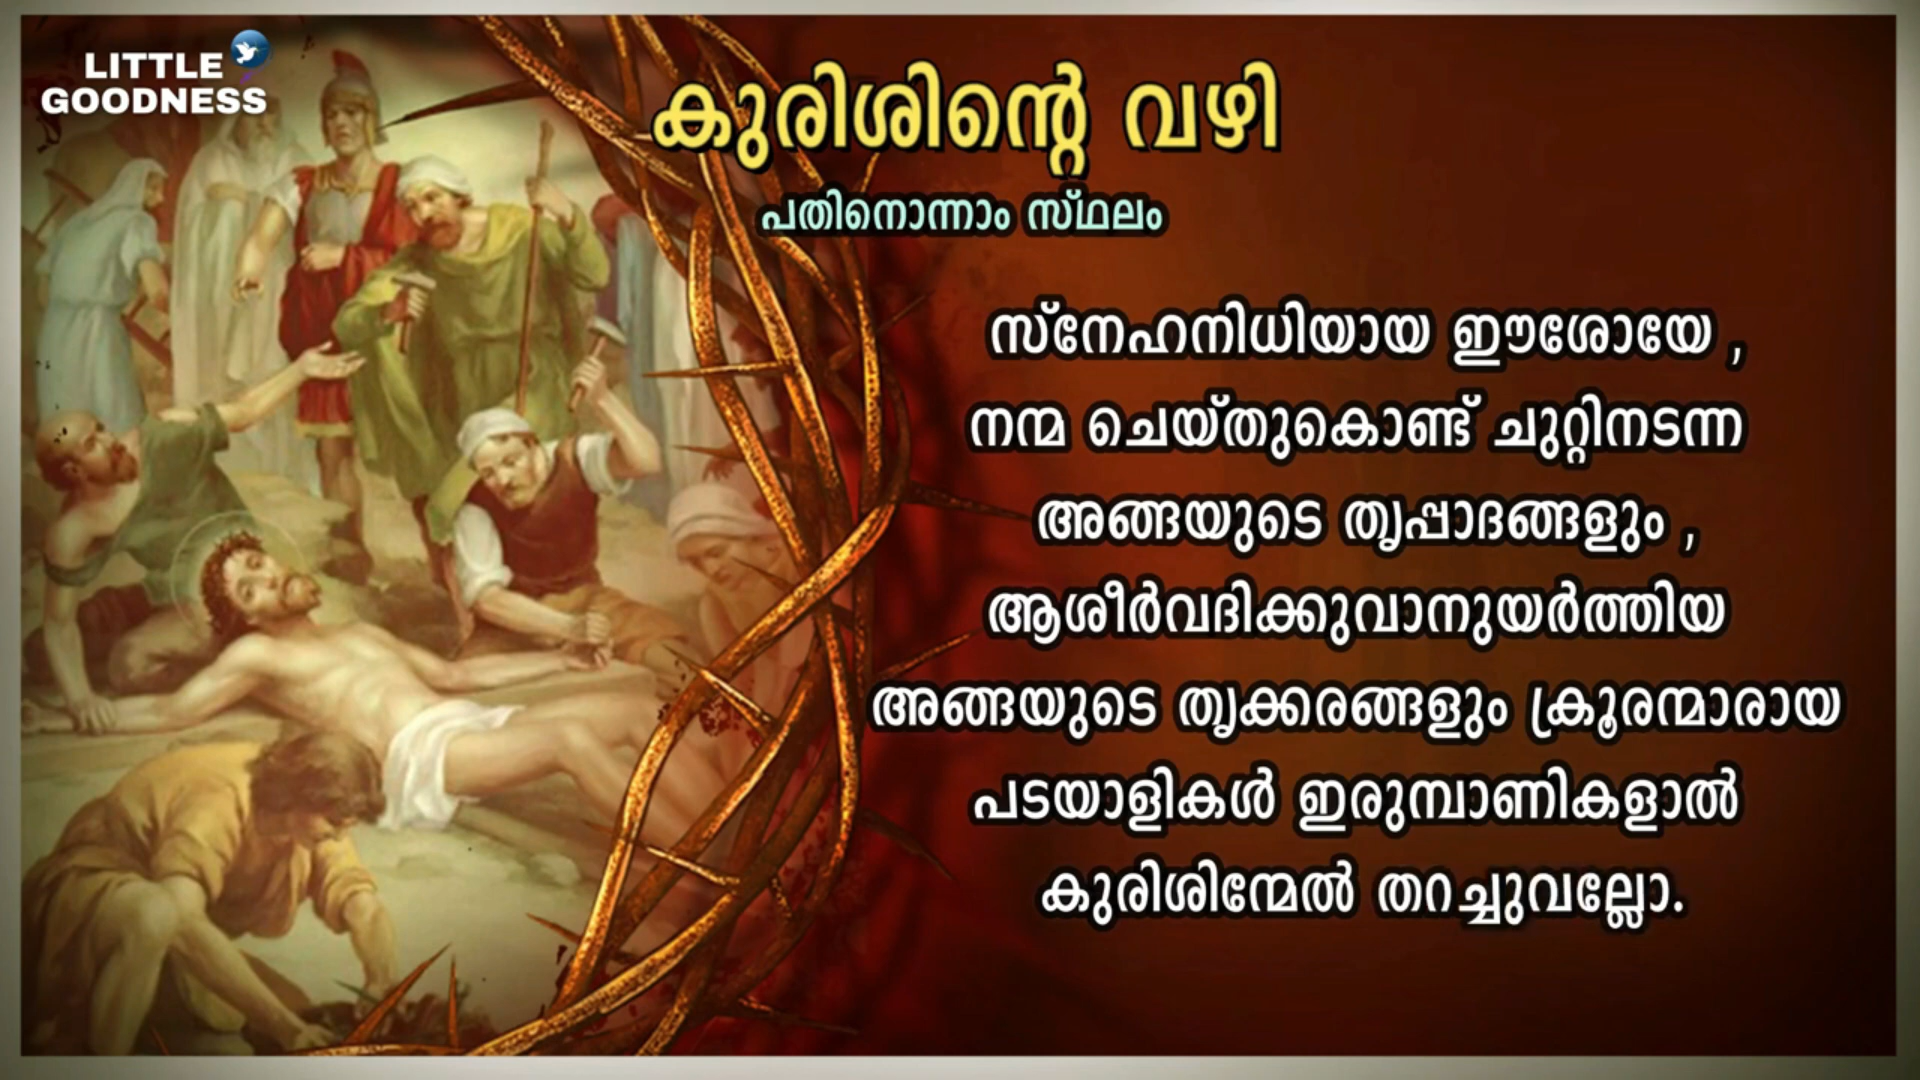 LITTLE
GOODNESS
കുരിശിന്റെ വഴി
പതിനൊന്നാം സ്ഥലം
സ്നേഹനിധിയായ ഈശോയേ ,
നന്മ ചെയ്തുകൊണ്ട് ചുറ്റിനടന്ന
അങ്ങയുടെ തൃപ്പാദങ്ങളും ,
ആശീർവദിക്കുവാനുയർത്തിയ
അങ്ങയുടെ തൃക്കരങ്ങളും ക്രൂരന്മാരായ
പടയാളികൾ ഇരുമ്പാണികളാൽ
കുരിശിന്മേൽ തറച്ചുവല്ലോ.